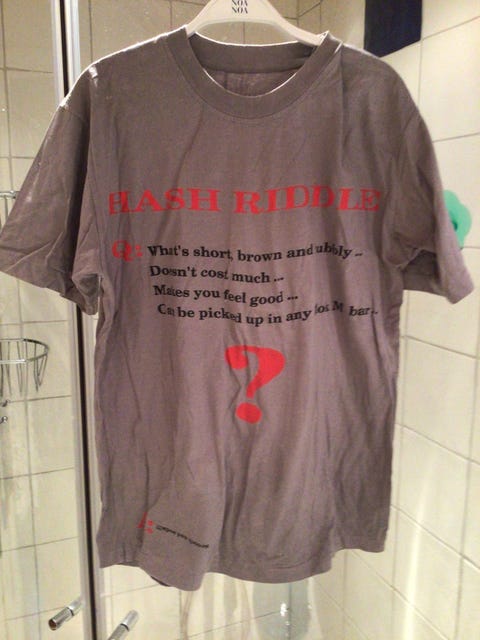 NOA
NOA
HASH RIDDLE
Q: What's short, brown and ubbly ..
Doesn't cost much ...
Makes you feel good ...
Can be picked up in any bar..
?